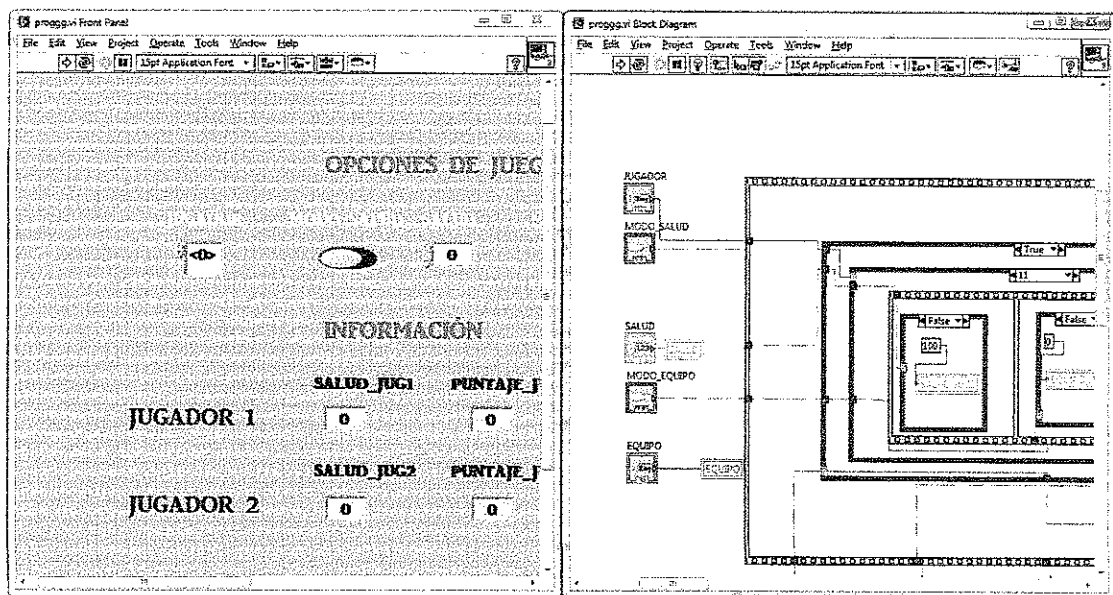 proggg.vi Front Panel
File Edit View Project Operate Tools Window Help
15pt Application Font
OPCIONES DE JUEG
<0>
0
INFORMACIÓN
SALUD_JUG1 PUNTAJE_J
JUGADOR 1 0 0
SALUD_JUG2 PUNTAJE_J
JUGADOR 2 0 0
proggg.vi Block Diagram
File Edit View Project Operate Tools Window Help
15pt Application Font
JUGADOR
MODO_SALUD
True
11
SALUD
False
False
100
0
MODO_EQUIPO
EQUIPO
EQUIPO